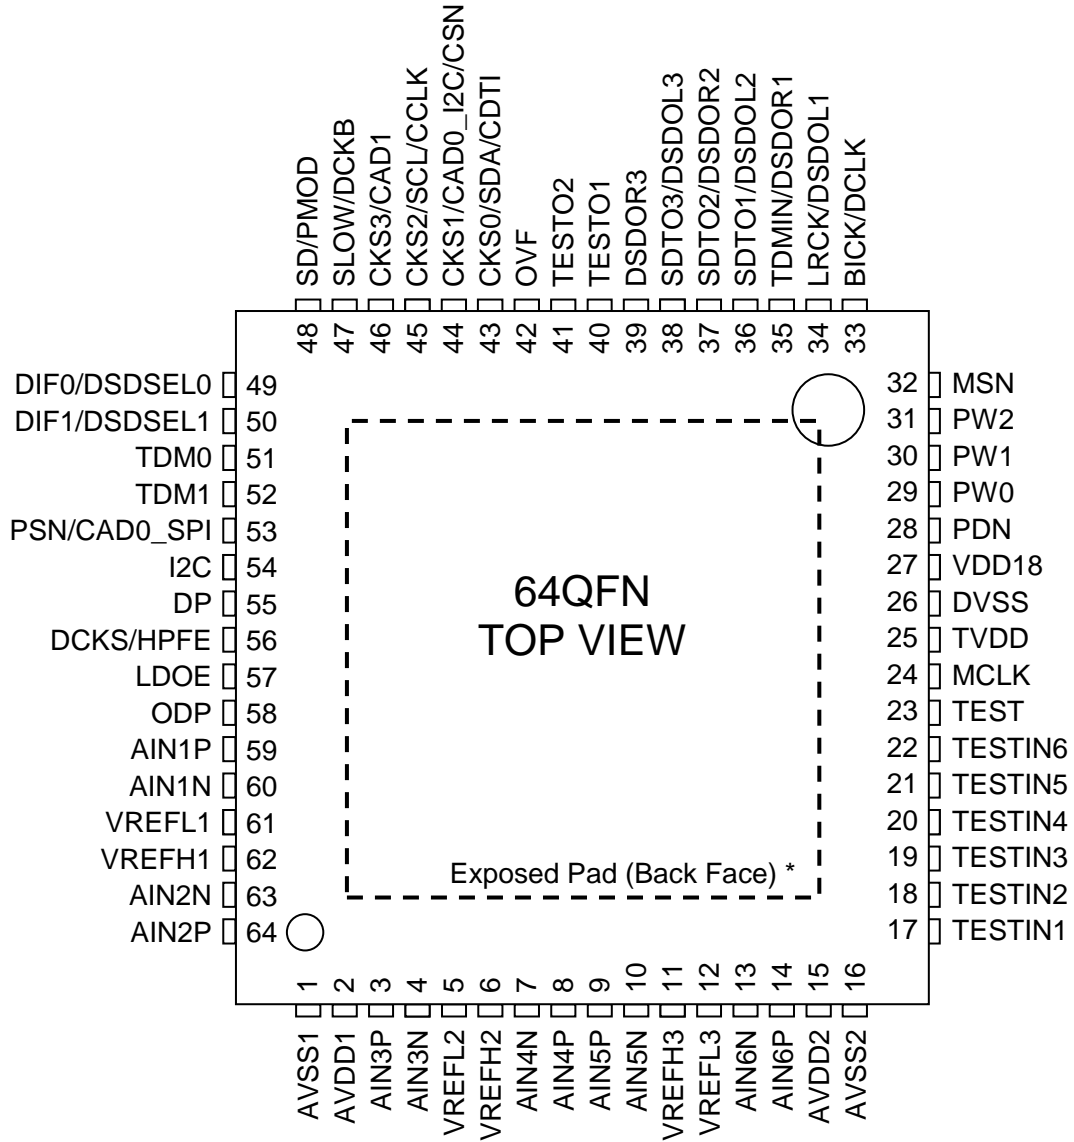 SD/PMOD
SLOW/DCKB
CKS3/CAD1
CKS2/SCL/CCLK
CKS1/CAD0_I2C/CSN
CKS0/SDA/CDTI
OVF
TESTO2
TESTO1
DSDOR3
SDTO3/DSDOL3
SDTO2/DSDOR2
SDTO1/DSDOL2
TDMIN/DSDOR1
LRCK/DSDOL1
BICK/DCLK
48
47
46
45
44
43
42
41
40
39
38
37
36
35
34
33
DIF0/DSDSEL0 49
DIF1/DSDSEL1 50
TDM0 51
TDM1 52
PSN/CAD0_SPI 53
I2C 54
DP 55
DCKS/HPFE 56
LDOE 57
ODP 58
AIN1P 59
AIN1N 60
VREFL1 61
VREFH1 62
AIN2N 63
AIN2P 64
64QFN
TOP VIEW
Exposed Pad (Back Face) *
32 MSN
31 PW2
30 PW1
29 PW0
28 PDN
27 VDD18
26 DVSS
25 TVDD
24 MCLK
23 TEST
22 TESTIN6
21 TESTIN5
20 TESTIN4
19 TESTIN3
18 TESTIN2
17 TESTIN1
1
2
3
4
5
6
7
8
9
10
11
12
13
14
15
16
AVSS1
AVDD1
AIN3P
AIN3N
VREFL2
VREFH2
AIN4N
AIN4P
AIN5P
AIN5N
VREFH3
VREFL3
AIN6N
AIN6P
AVDD2
AVSS2